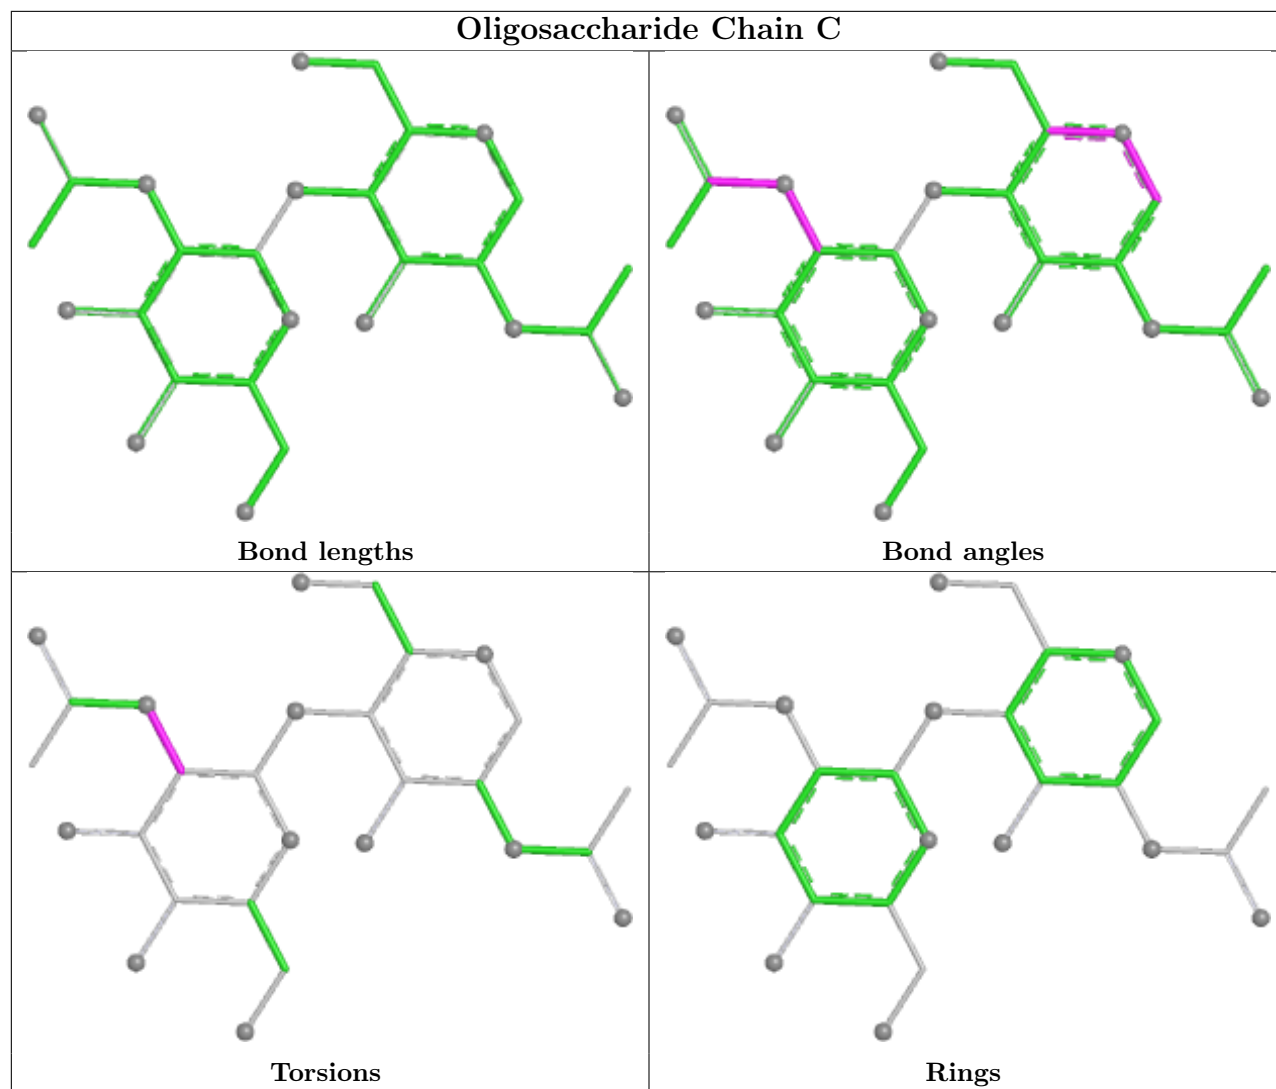 Oligosaccharide Chain C
Bond lengths
Bond angles
Torsions
Rings